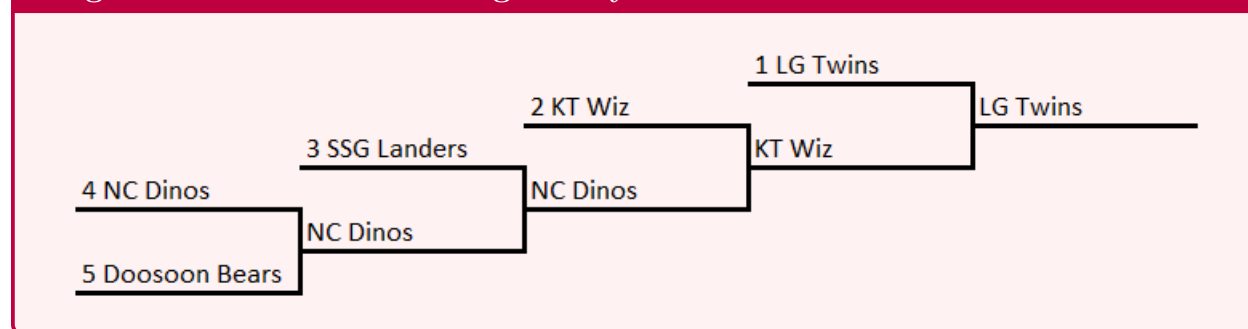 1 LG Twins
2 KT Wiz
LG Twins
3 SSG Landers
KT Wiz
4 NC Dinos
NC Dinos
NC Dinos
5 Doosoon Bears